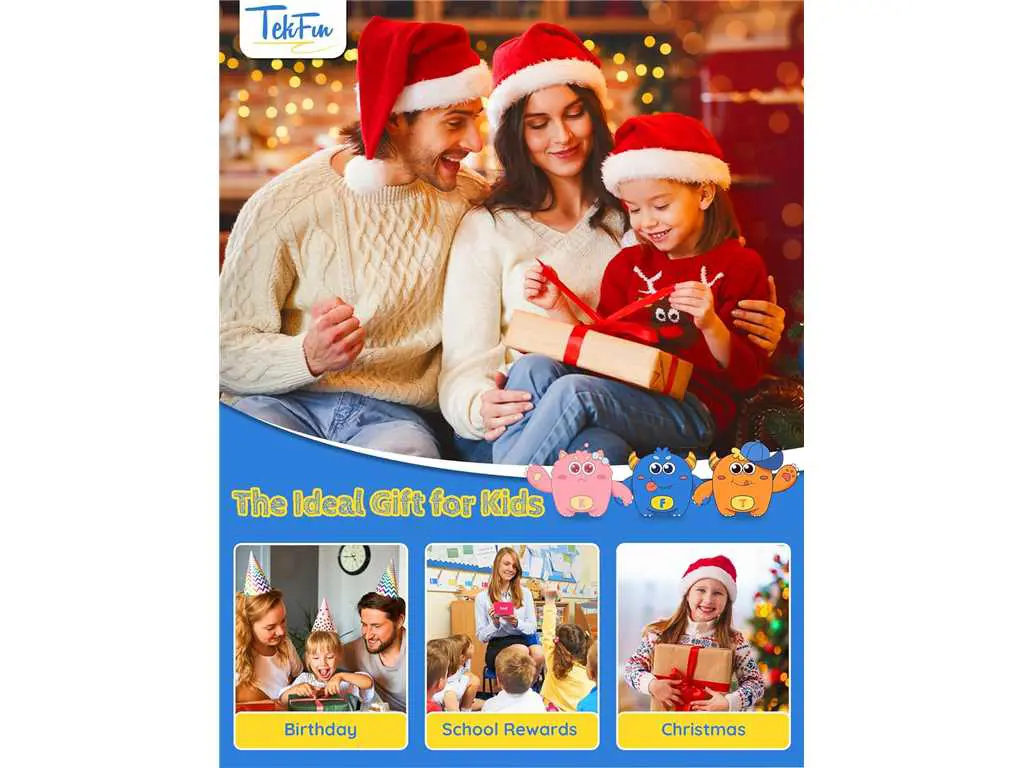 TekFun
The Ideal Gift for Kids
F
T
Birthday
School Rewards
Christmas